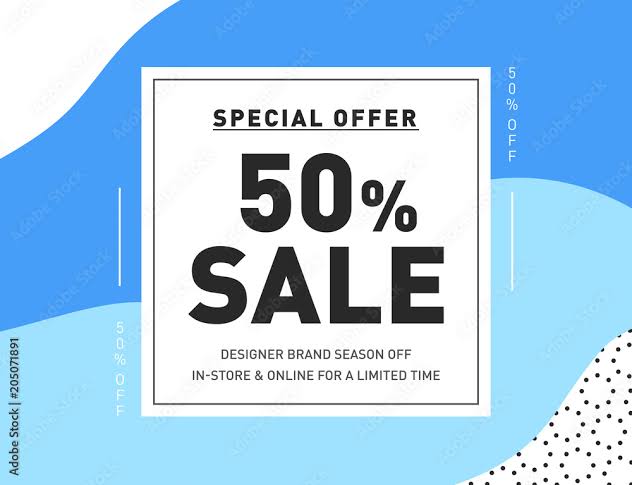 SPECIAL OFFER
50%
SALE
DESIGNER BRAND SEASON OFF
IN-STORE & ONLINE FOR A LIMITED TIME
50% OFF
50% OFF
Adobe Stock | #205071891